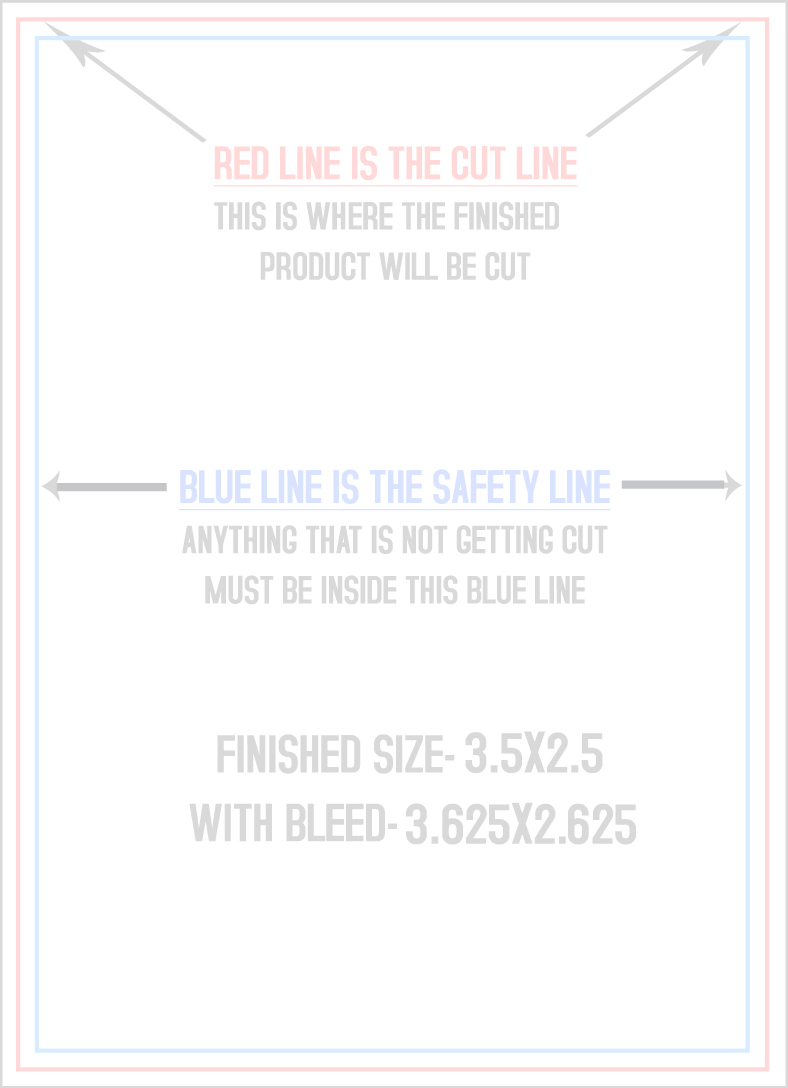 RED LINE IS THE CUT LINE
THIS IS WHERE THE FINISHED
PRODUCT WILL BE CUT
BLUE LINE IS THE SAFETY LINE
ANYTHING THAT IS NOT GETTING CUT
MUST BE INSIDE THIS BLUE LINE
FINISHED SIZE- 3.5X2.5
WITH BLEED- 3.625X2.625